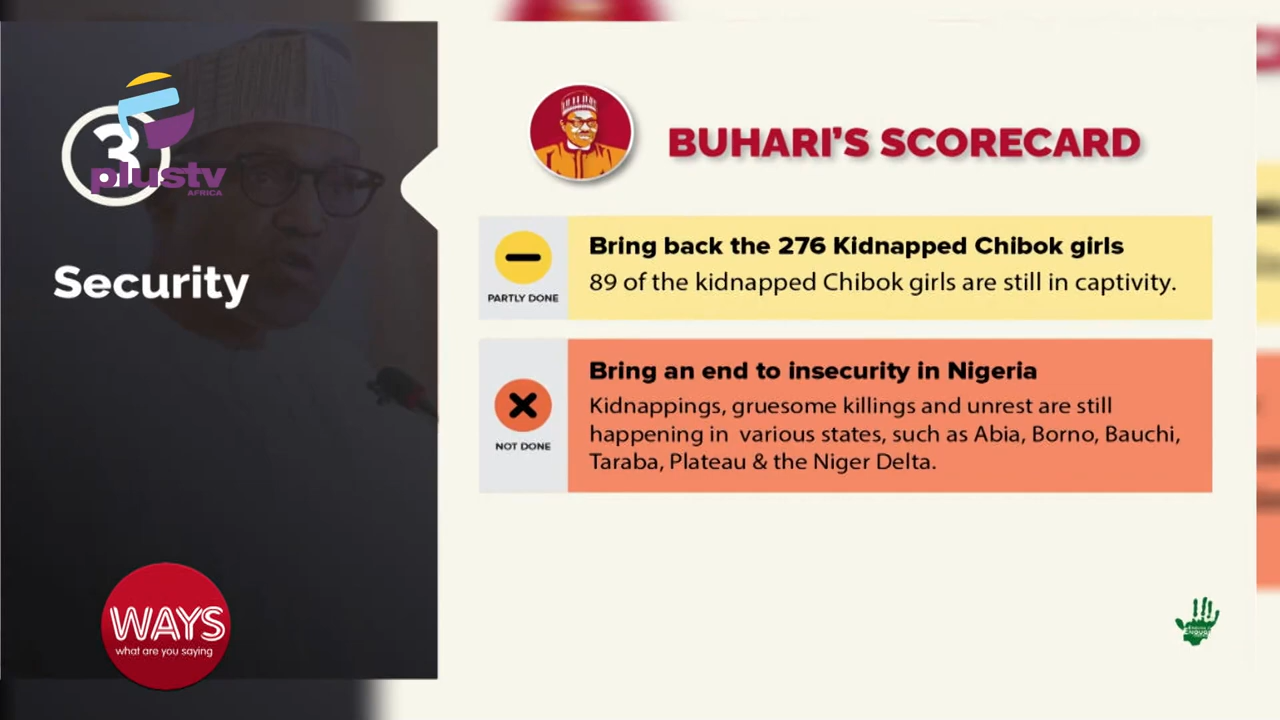 3
plustv
AFRICA
Security
WAYS
what are you saying
BUHARI'S SCORECARD
PARTLY DONE
Bring back the 276 Kidnapped Chibok girls
89 of the kidnapped Chibok girls are still in captivity.
NOT DONE
Bring an end to insecurity in Nigeria
Kidnappings, gruesome killings and unrest are still
happening in various states, such as Abia, Borno, Bauchi,
Taraba, Plateau & the Niger Delta.